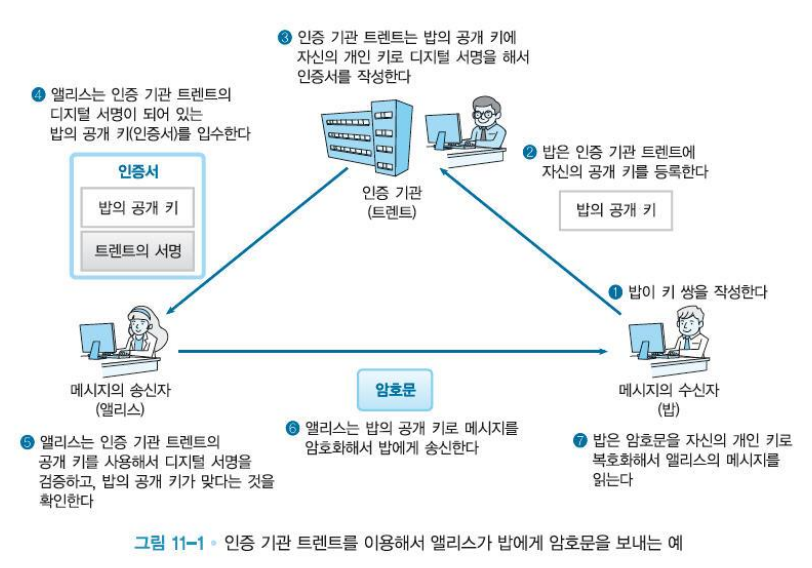 ③ 인증 기관 트렌트는 밥의 공개 키에
자신의 개인 키로 디지털 서명을 해서
인증서를 작성한다
④ 앨리스는 인증 기관 트렌트의
디지털 서명이 되어 있는
밥의 공개 키(인증서)를 입수한다
인증서
밥의 공개 키
트렌트의 서명
인증 기관
(트렌트)
② 밥은 인증 기관 트렌트에
자신의 공개 키를 등록한다
밥의 공개 키
① 밥이 키 쌍을 작성한다
메시지의 송신자
(앨리스)
암호문
메시지의 수신자
(밥)
⑤ 앨리스는 인증 기관 트렌트의
공개 키를 사용해서 디지털 서명을
검증하고, 밥의 공개 키가 맞다는 것을
확인한다
⑥ 앨리스는 밥의 공개 키로 메시지를
암호화해서 밥에게 송신한다
⑦ 밥은 암호문을 자신의 개인 키로
복호화해서 앨리스의 메시지를
읽는다
그림 11-1 • 인증 기관 트렌트를 이용해서 앨리스가 밥에게 암호문을 보내는 예